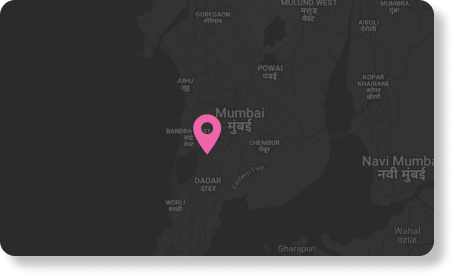 MULUND WEST
मुलुंड
वेस्ट
MUMBRA
मुंब्रा
GOREGAON
गोरेगांव
AIROLI
ऐरोली
POWAI
पवई
KOPAR
KHAIRANE
कोपर
खैरणे
JUHU
जुहू
Mumbai
मुंबई
BANDRA WEST
वांद्रे
वेस्ट
CHEMBUR
चेंबूर
Navi Mumba
नवी मुंबई
Eastern Fwy
DADAR
दादर
WORLI
वरळी
Wahal
वहाळ
Gharapuri